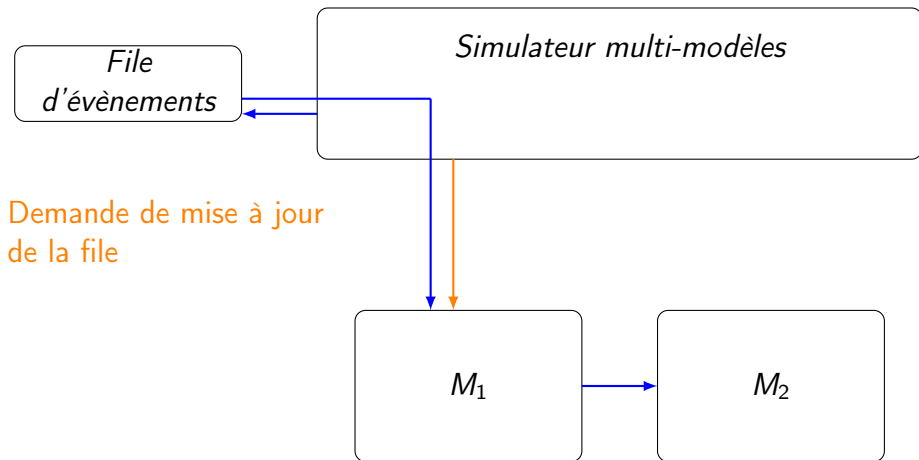 File
d'évènements
Simulateur multi-modèles
Demande de mise à jour
de la file
M₁
M₂